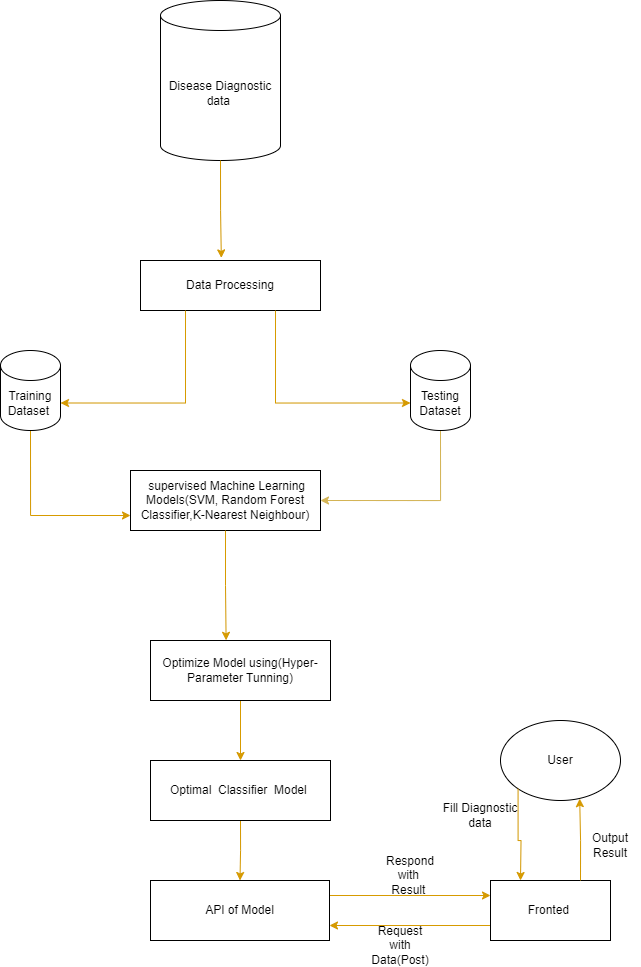 Disease Diagnostic
data
Data Processing
Training
Dataset
Testing
Dataset
supervised Machine Learning
Models(SVM, Random Forest
Classifier,K-Nearest Neighbour)
Optimize Model using(Hyper-
Parameter Tunning)
Optimal Classifier Model
User
Fill Diagnostic
data
Output
Result
Respond
with
Result
API of Model
Fronted
Request
with
Data(Post)